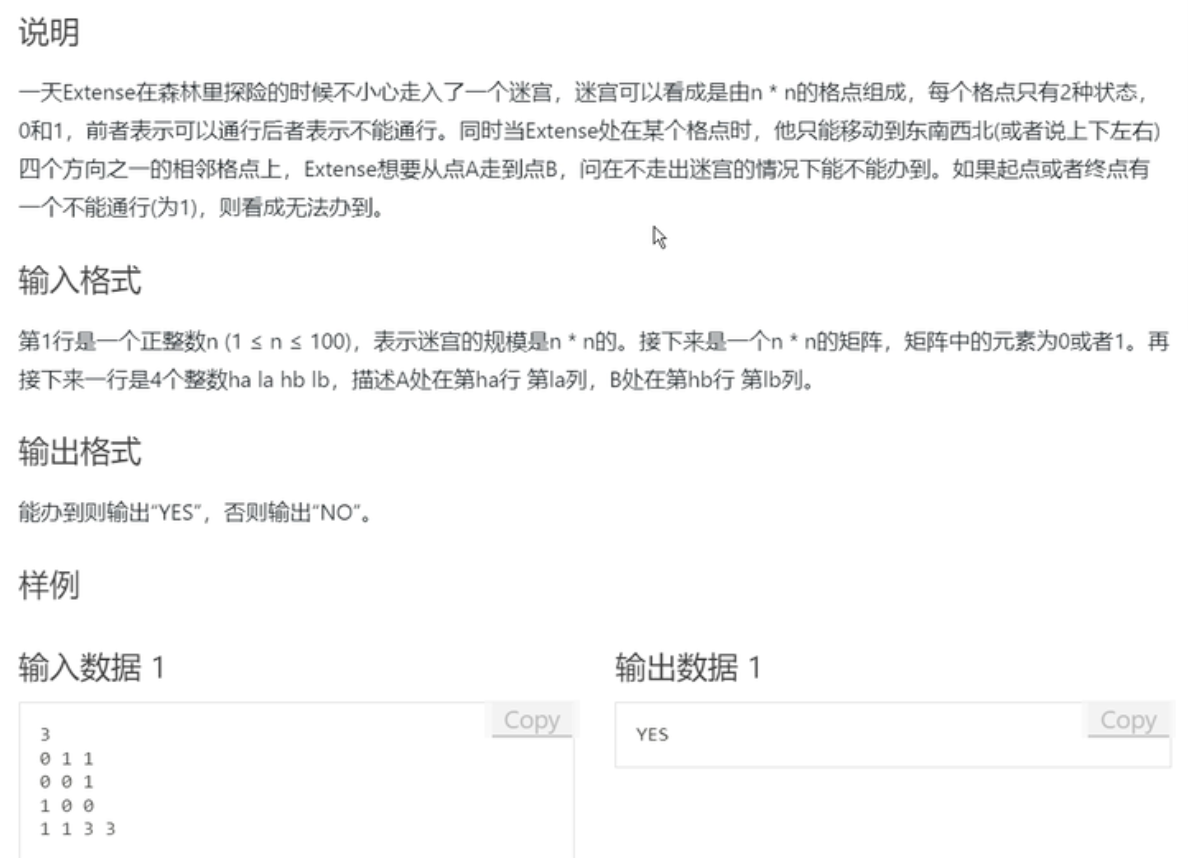 说明
一天Extense在森林里探险的时候不小心走入了一个迷宫，迷宫可以看成是由n * n的格点组成，每个格点只有2种状态，
0和1，前者表示可以通行后者表示不能通行。同时当Extense处在某个格点时，他只能移动到东南西北(或者说上下左右)
四个方向之一的相邻格点上，Extense想要从点A走到点B，问在不走出迷宫的情况下能不能办到。如果起点或者终点有
一个不能通行(为1)，则看成无法办到。
输入格式
第1行是一个正整数n (1 ≤ n ≤ 100)，表示迷宫的规模是n * n的。接下来是一个n * n的矩阵，矩阵中的元素为0或者1。再
接下来一行是4个整数ha la hb lb，描述A处在第ha行 第la列，B处在第hb行 第lb列。
输出格式
能办到则输出“YES”，否则输出“NO”。
样例
输入数据 1
Copy
3
0 1 1
0 0 1
1 0 0
1 1 3 3
输出数据 1
Copy
YES